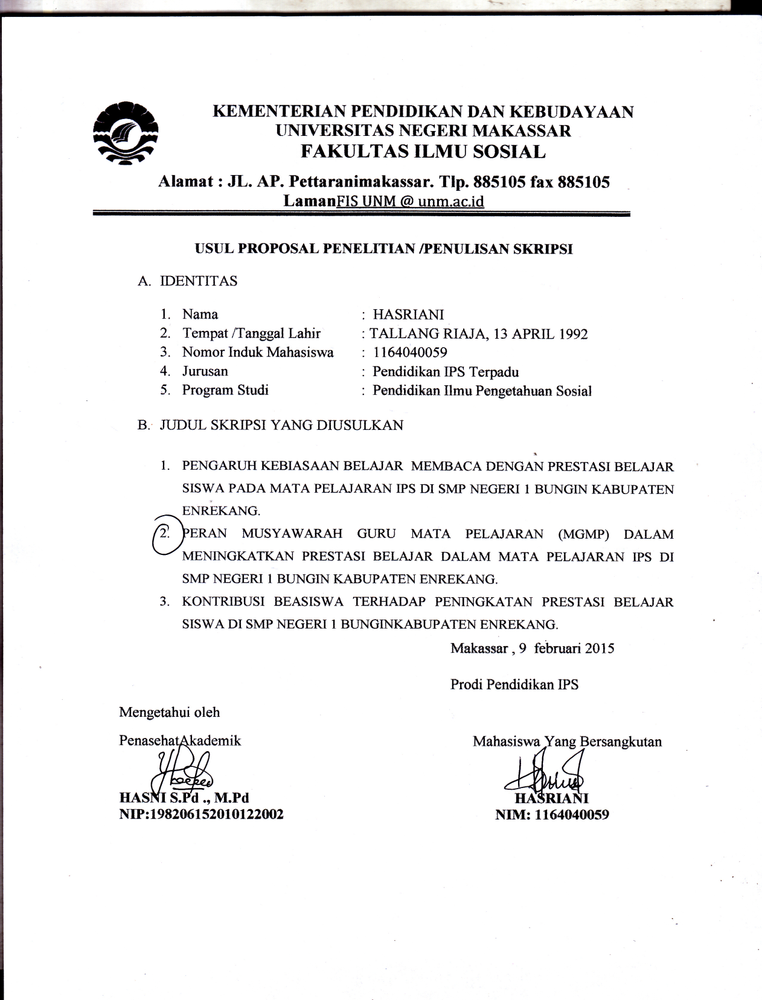 KEMENTERIAN PENDIDIKAN DAN KEBUDAYAAN
UNIVERSITAS NEGERI MAKASSAR
FAKULTAS ILMU SOSIAL
Alamat : JL. AP. Pettaranimakassar. Tlp. 885105 fax 885105
LamanFIS UNM @ unm.ac.id
USUL PROPOSAL PENELITIAN /PENULISAN SKRIPSI
A. IDENTITAS
1. Nama : HASRIANI
2. Tempat /Tanggal Lahir : TALLANG RIAJA, 13 APRIL 1992
3. Nomor Induk Mahasiswa : 1164040059
4. Jurusan : Pendidikan IPS Terpadu
5. Program Studi : Pendidikan Ilmu Pengetahuan Sosial
B. JUDUL SKRIPSI YANG DIUSULKAN
1. PENGARUH KEBIASAAN BELAJAR MEMBACA DENGAN PRESTASI BELAJAR
SISWA PADA MATA PELAJARAN IPS DI SMP NEGERI 1 BUNGIN KABUPATEN
ENREKANG.
2. PERAN MUSYAWARAH GURU MATA PELAJARAN (MGMP) DALAM
MENINGKATKAN PRESTASI BELAJAR DALAM MATA PELAJARAN IPS DI
SMP NEGERI 1 BUNGIN KABUPATEN ENREKANG.
3. KONTRIBUSI BEASISWA TERHADAP PENINGKATAN PRESTASI BELAJAR
SISWA DI SMP NEGERI 1 BUNGINKABUPATEN ENREKANG.
Makassar , 9 februari 2015
Prodi Pendidikan IPS
Mengetahui oleh
PenasehatAkademik Mahasiswa Yang Bersangkutan
HASNI S.Pd ., M.Pd HASRIANI
NIP:198206152010122002 NIM: 1164040059